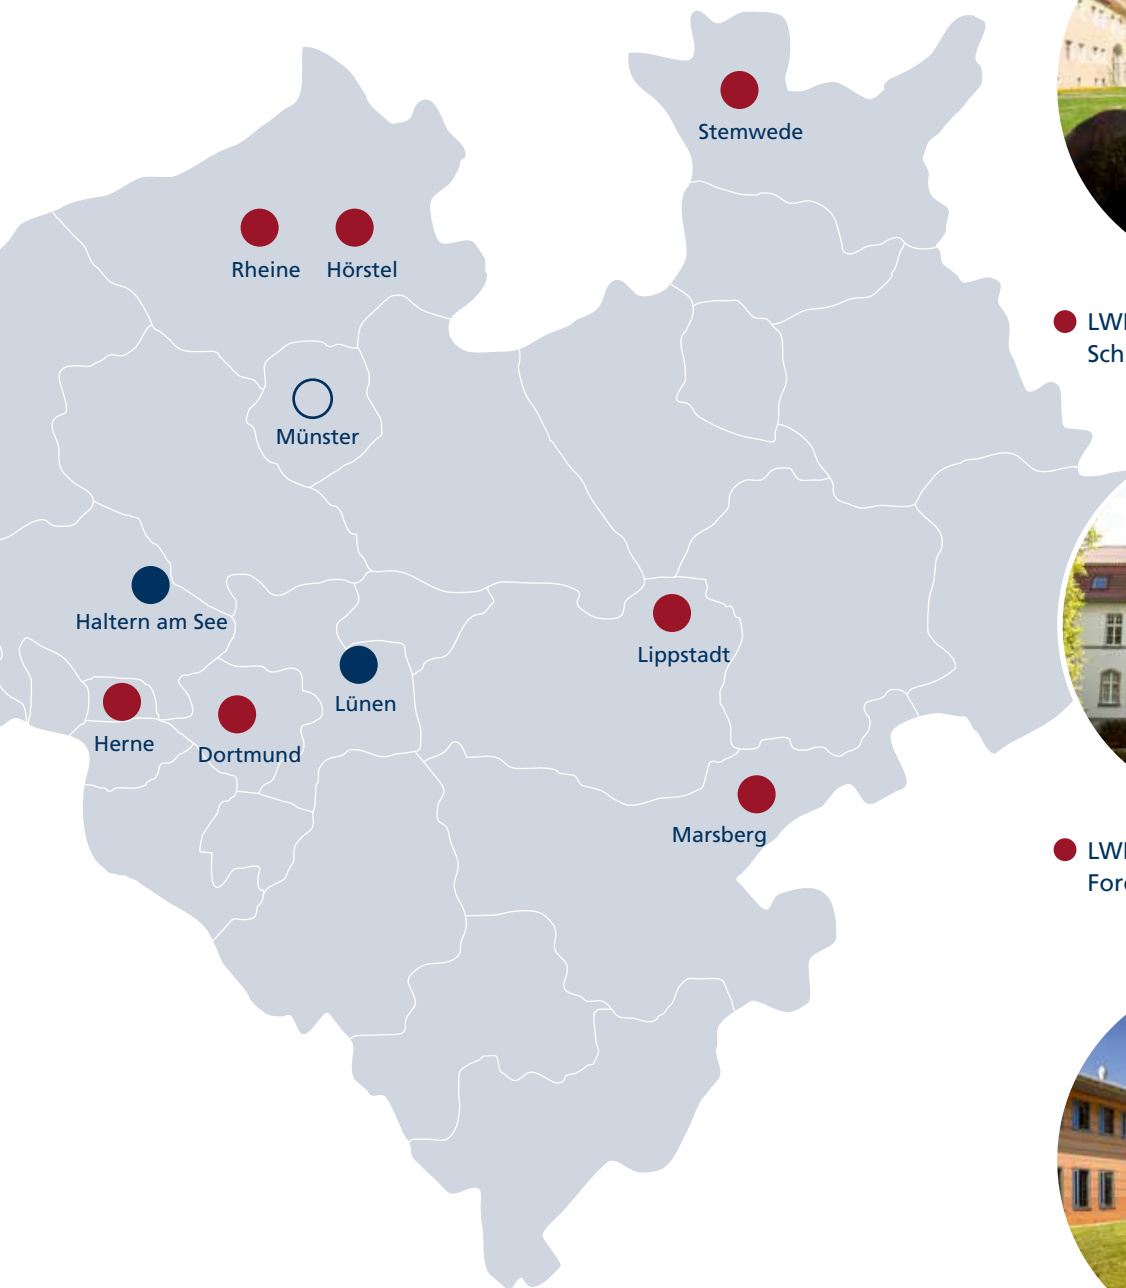 Stemwede
Rheine
Hörstel
Münster
Haltern am See
Lippstadt
Lünen
Herne
Dortmund
Marsberg